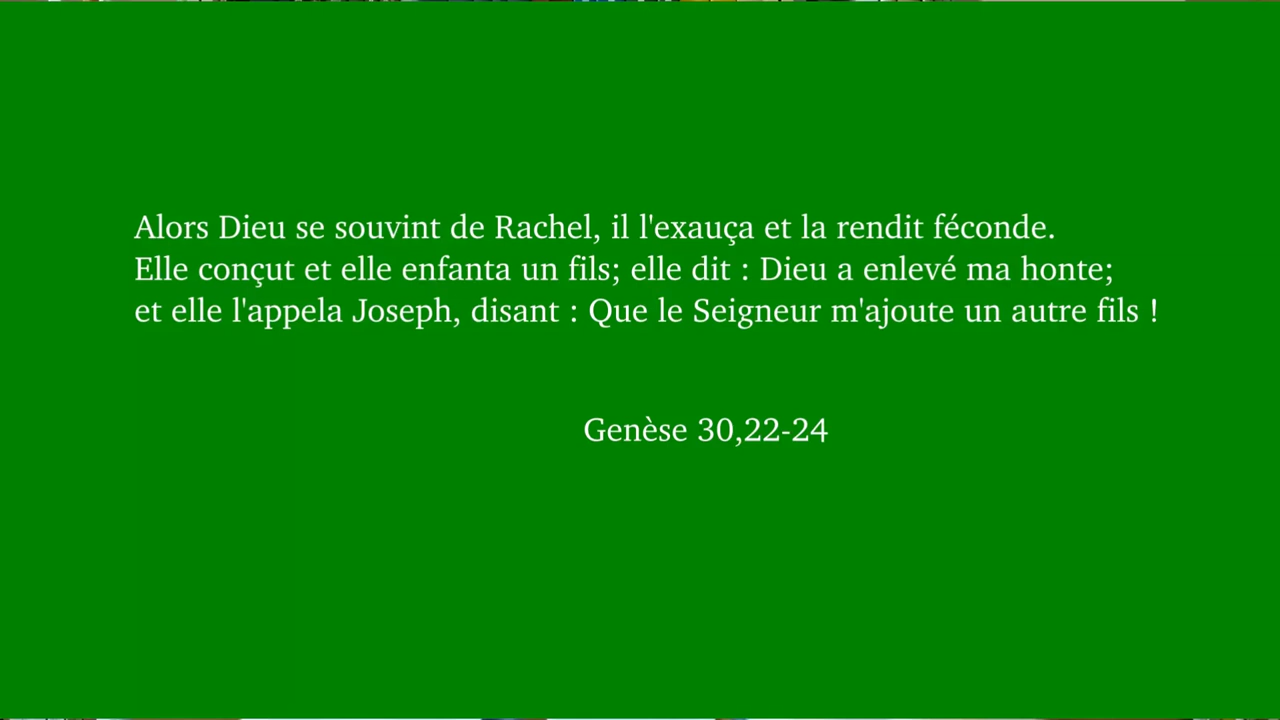 Alors Dieu se souvint de Rachel, il l'exauça et la rendit féconde.
Elle conçut et elle enfanta un fils; elle dit : Dieu a enlevé ma honte;
et elle l'appela Joseph, disant : Que le Seigneur m'ajoute un autre fils !
Genèse 30,22-24